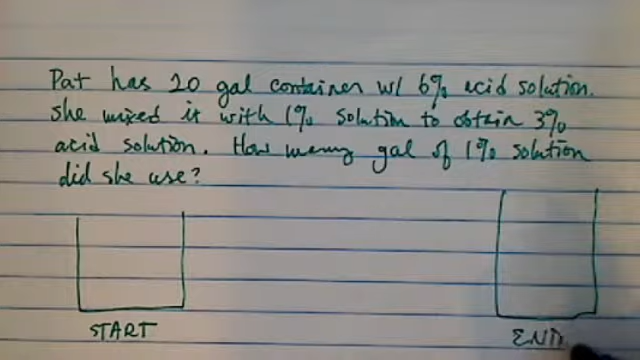 Pat has 20 gal container w/ 6% acid solution.
She mixed it with 1% solution to obtain 3%
acid solution. How many gal of 1% solution
did she use?
START
END